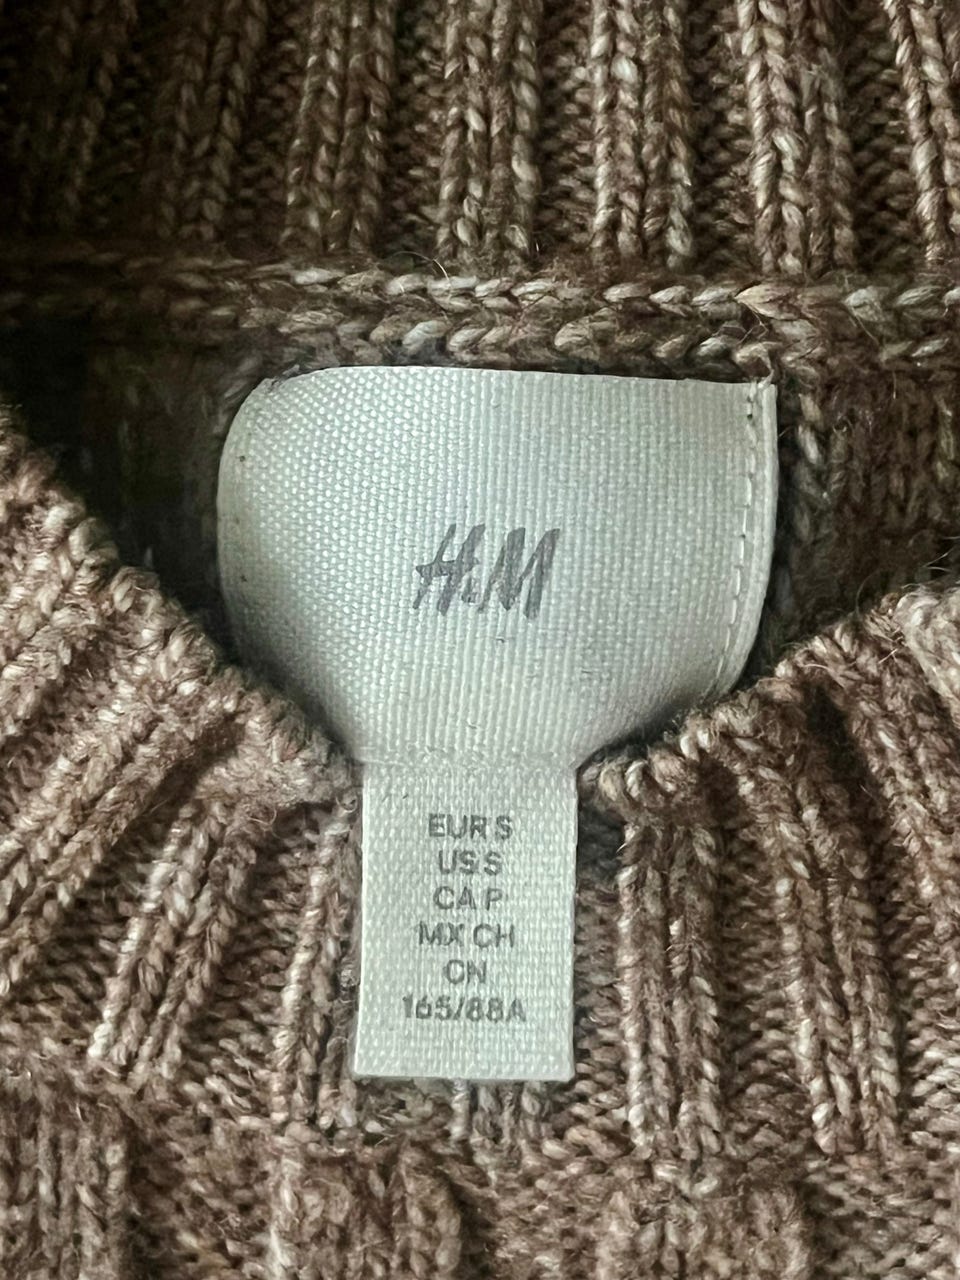 H&M
EUR S
US S
CA P
MX CH
CN
165/88A